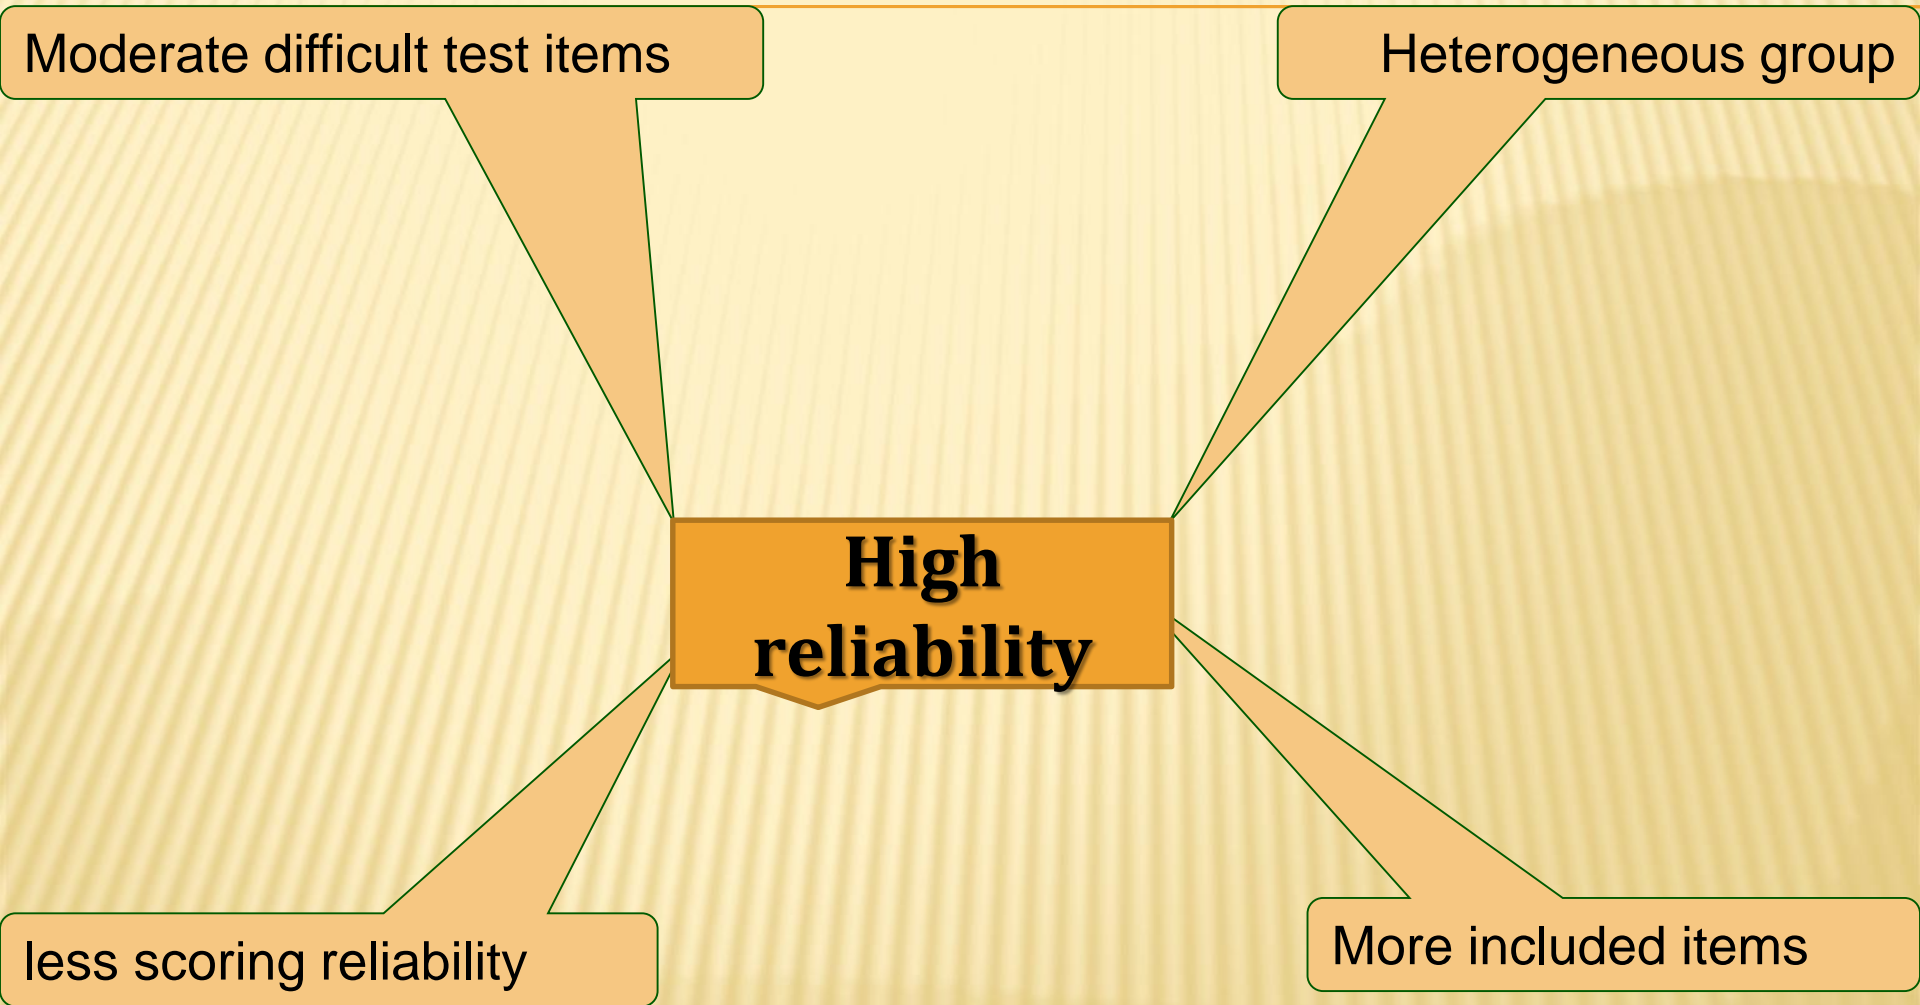 Moderate difficult test items
Heterogeneous group
High
reliability
less scoring reliability
More included items